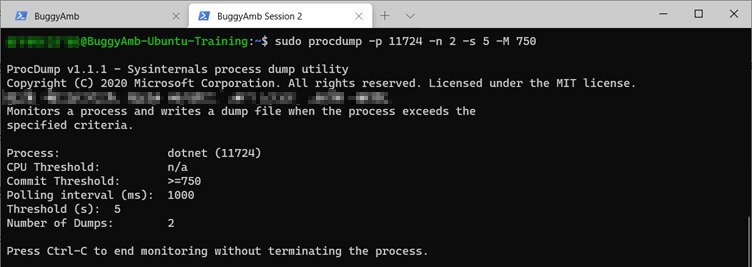 BuggyAmb
BuggyAmb Session 2
@BuggyAmb-Ubuntu-Training:~$ sudo procdump -p 11724 -n 2 -s 5 -M 750
ProcDump v1.1.1 - Sysinternals process dump utility
Copyright (C) 2020 Microsoft Corporation. All rights reserved. Licensed under the MIT license.
Monitors a process and writes a dump file when the process exceeds the
specified criteria.
Process: dotnet (11724)
CPU Threshold: n/a
Commit Threshold: >=750
Polling interval (ms): 1000
Threshold (s): 5
Number of Dumps: 2
Press Ctrl-C to end monitoring without terminating the process.